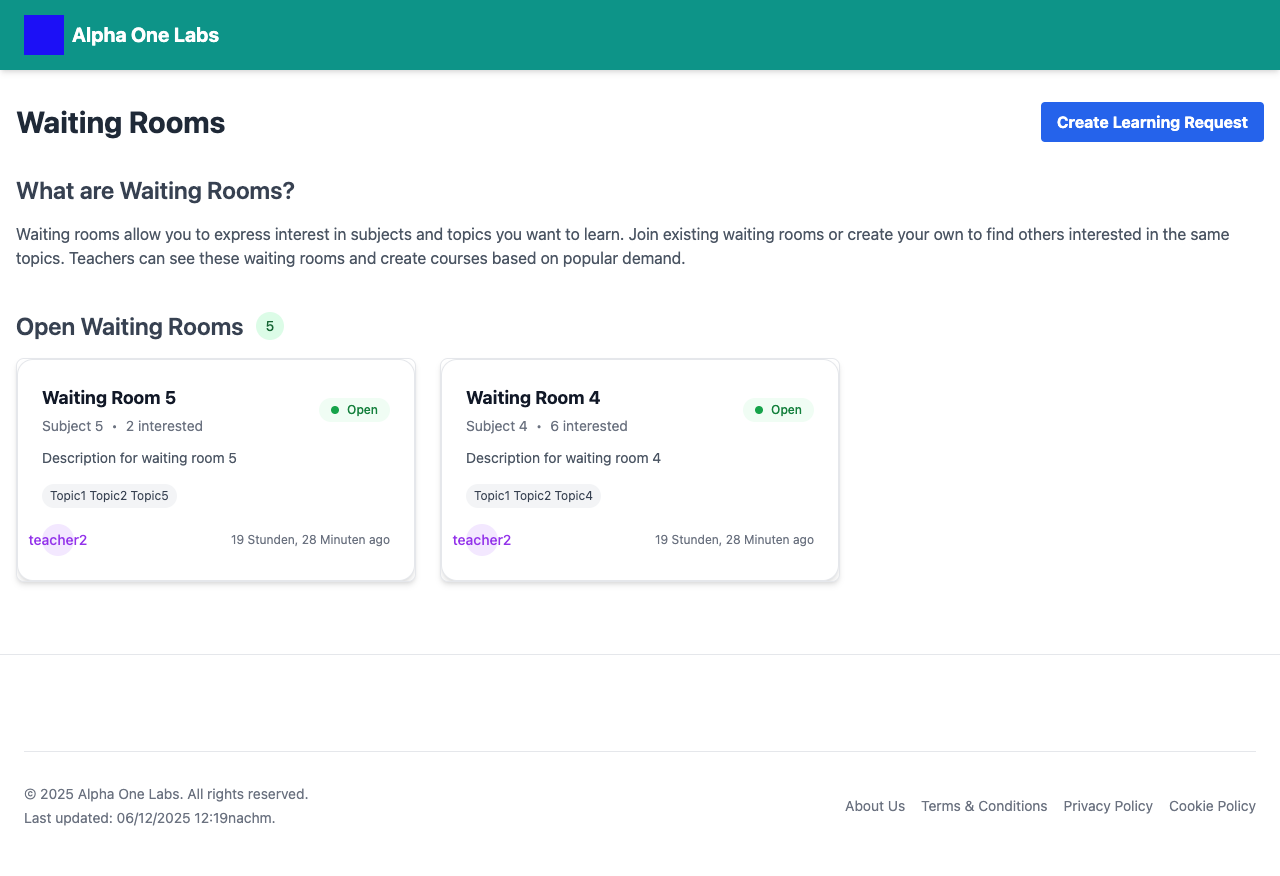 Alpha One Labs
Waiting Rooms
Create Learning Request
What are Waiting Rooms?
Waiting rooms allow you to express interest in subjects and topics you want to learn. Join existing waiting rooms or create your own to find others interested in the same
topics. Teachers can see these waiting rooms and create courses based on popular demand.
Open Waiting Rooms 5
Waiting Room 5
Open
Subject 5 • 2 interested
Description for waiting room 5
Topic1 Topic2 Topic5
teacher2 19 Stunden, 28 Minuten ago
Waiting Room 4
Open
Subject 4 • 6 interested
Description for waiting room 4
Topic1 Topic2 Topic4
teacher2 19 Stunden, 28 Minuten ago
© 2025 Alpha One Labs. All rights reserved.
Last updated: 06/12/2025 12:19nachm.
About Us Terms & Conditions Privacy Policy Cookie Policy